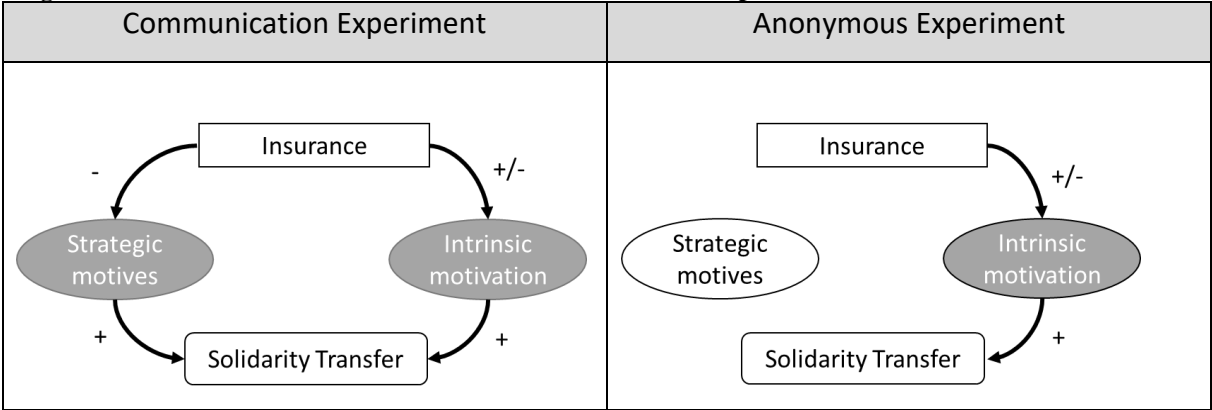 Communication Experiment
Insurance
-
+/-
Strategic
motives
Intrinsic
motivation
+
+
Solidarity Transfer
Anonymous Experiment
Insurance
+/-
Strategic
motives
Intrinsic
motivation
+
Solidarity Transfer